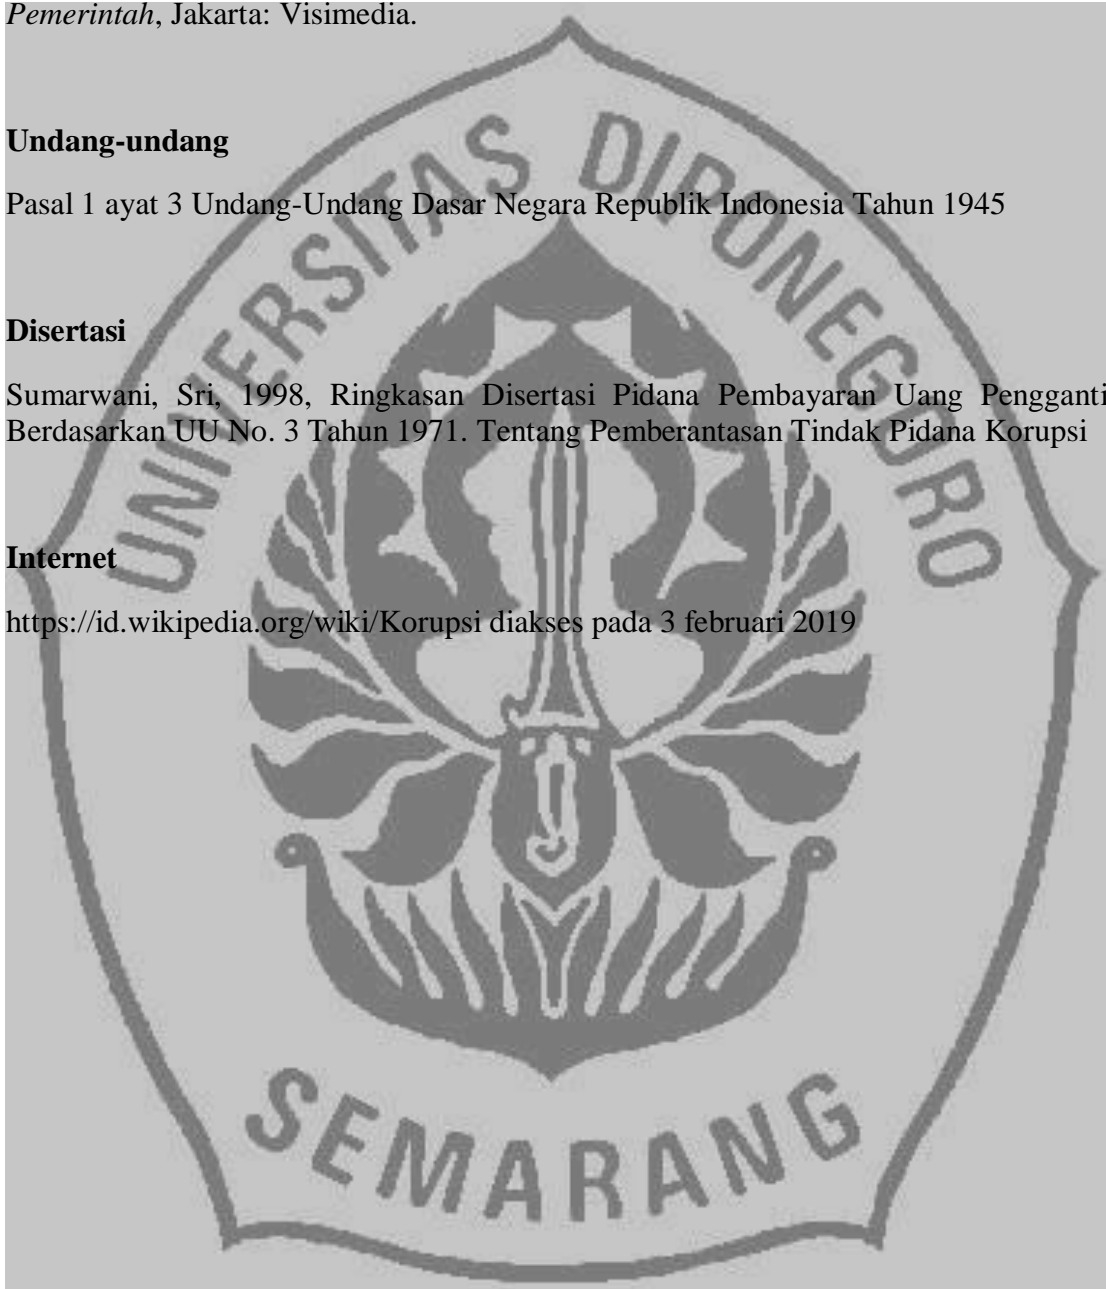 Pemerintah, Jakarta: Visimedia.
Undang-undang
Pasal 1 ayat 3 Undang-Undang Dasar Negara Republik Indonesia Tahun 1945
Disertasi
Sumarwani, Sri, 1998, Ringkasan Disertasi Pidana Pembayaran Uang Pengganti
Berdasarkan UU No. 3 Tahun 1971. Tentang Pemberantasan Tindak Pidana Korupsi
Internet
https://id.wikipedia.org/wiki/Korupsi diakses pada 3 februari 2019
UNIVERSITAS DIPONEGORO
SEMARANG